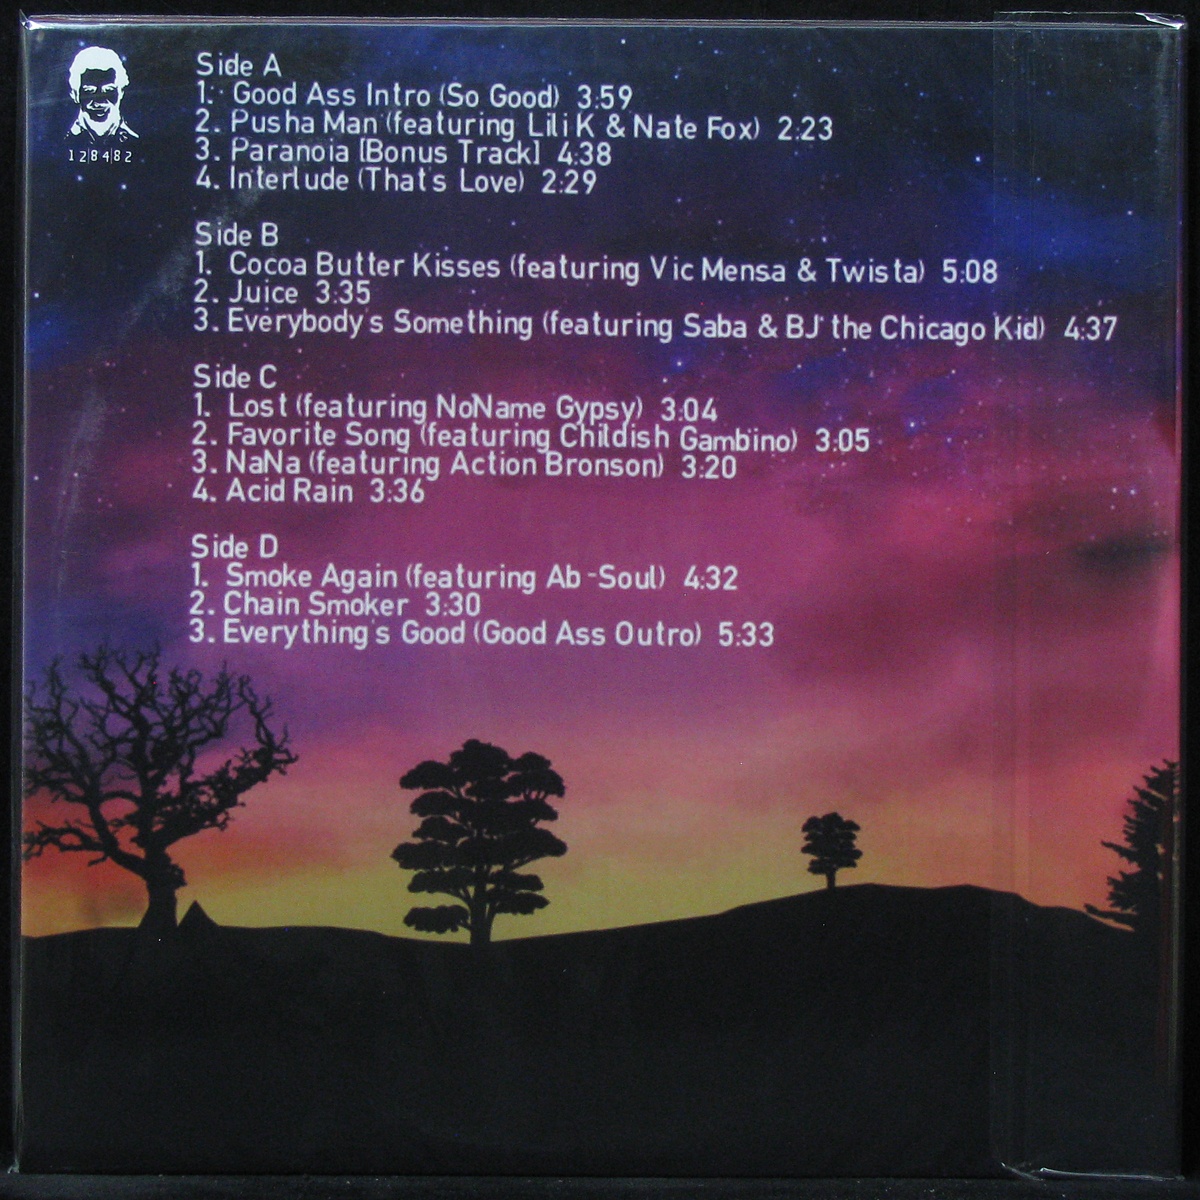 128482
Side A
1. Good Ass Intro (So Good) 3:59
2. Pusha Man (featuring Lili K & Nate Fox) 2:23
3. Paranoia [Bonus Track] 4:38
4. Interlude (That's Love) 2:29
Side B
1. Cocoa Butter Kisses (featuring Vic Mensa & Twista) 5:08
2. Juice 3:35
3. Everybody's Something (featuring Saba & BJ the Chicago Kid) 4:37
Side C
1. Lost (featuring NoName Gypsy) 3:04
2. Favorite Song (featuring Childish Gambino) 3:05
3. NaNa (featuring Action Bronson) 3:20
4. Acid Rain 3:36
Side D
1. Smoke Again (featuring Ab-Soul) 4:32
2. Chain Smoker 3:30
3. Everything's Good (Good Ass Outro) 5:33